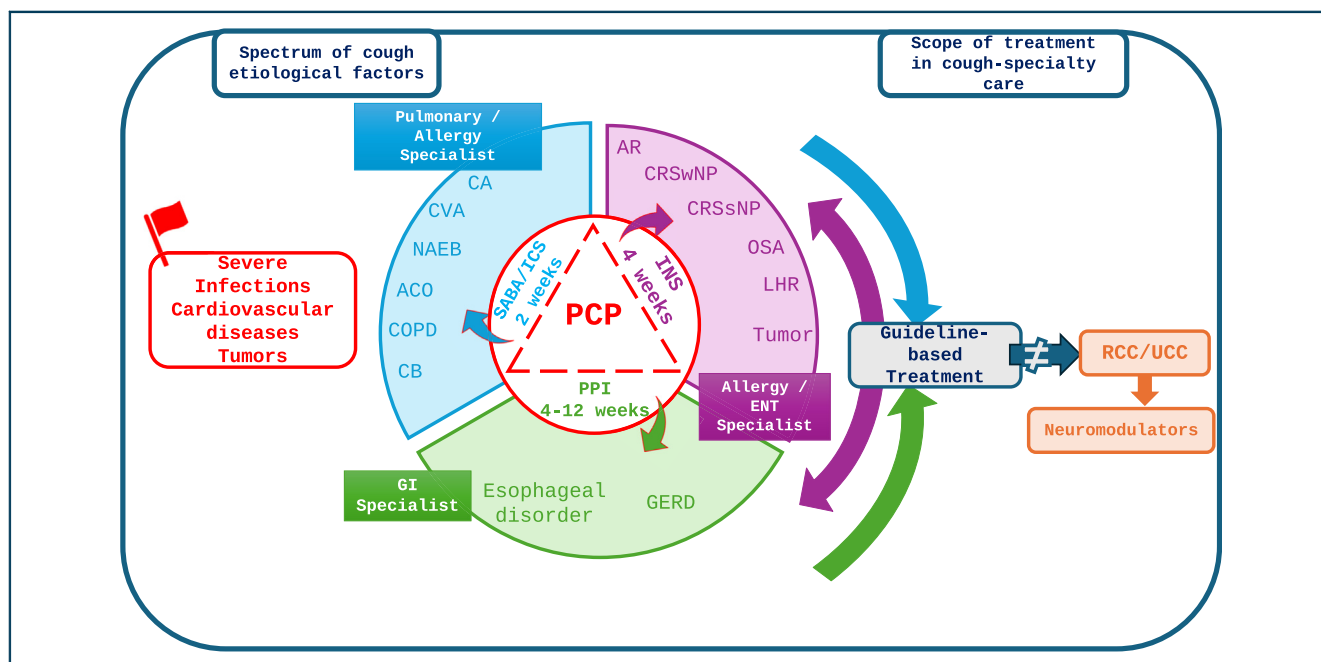 Spectrum of cough
etiological factors
Scope of treatment
in cough-specialty
care
Pulmonary /
Allergy
Specialist
CA
CVA
NAEB
ACO
COPD
CB
AR
CRSwNP
CRSsNP
OSA
LHR
Tumor
Severe
Infections
Cardiovascular
diseases
Tumors
SABA/ICS
2 weeks
INS
4 weeks
PCP
PPI
4-12 weeks
Allergy /
ENT
Specialist
GI
Specialist
Esophageal
disorder
GERD
Guideline-
based
Treatment
≠
RCC/UCC
Neuromodulators